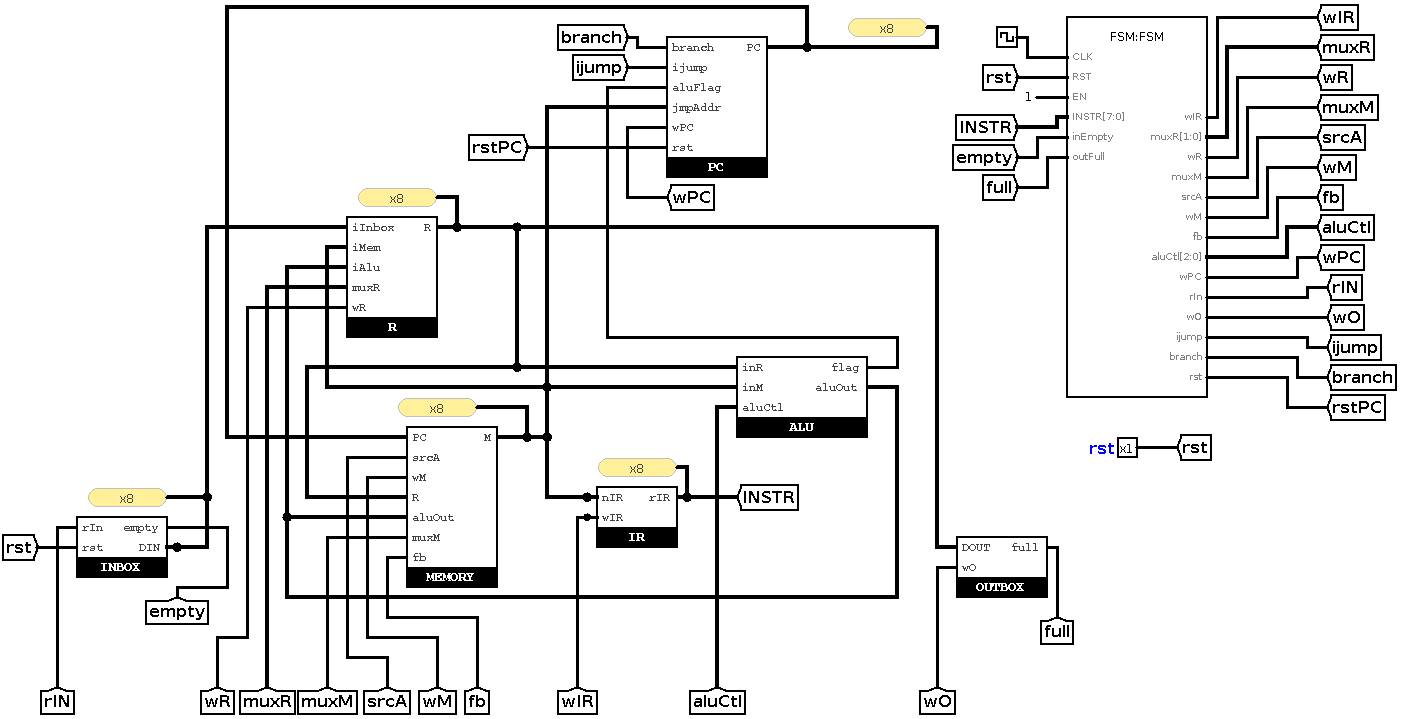 x8
branch
ijump
rstPC
branch PC
ijump
aluFlag
jmpAddr
wPC
rst
PC
wPC
rst
1
INSTR
empty
full
FSM:FSM
CLK
RST
EN
INSTR[7:0]
inEmpty
outFull
wIR
muxR[1:0]
wR
muxM
srcA
wM
fb
aluCtl[2:0]
wPC
rIn
wO
ijump
branch
rst
wIR
muxR
wR
muxM
srcA
wM
fb
aluCtl
wPC
rIN
wO
ijump
branch
rstPC
rst x1 rst
x8
iInbox R
iMem
iAlu
muxR
wR
R
inR flag
inM aluOut
aluCtl
ALU
x8
PC M
srcA
wM
R
aluOut
muxM
fb
MEMORY
x8
nIR rIR
wIR
IR
INSTR
x8
rst
rIn empty
rst DIN
INBOX
empty
DOUT full
wO
OUTBOX
full
rIN wR muxR muxM srcA wM fb wIR aluCtl wO